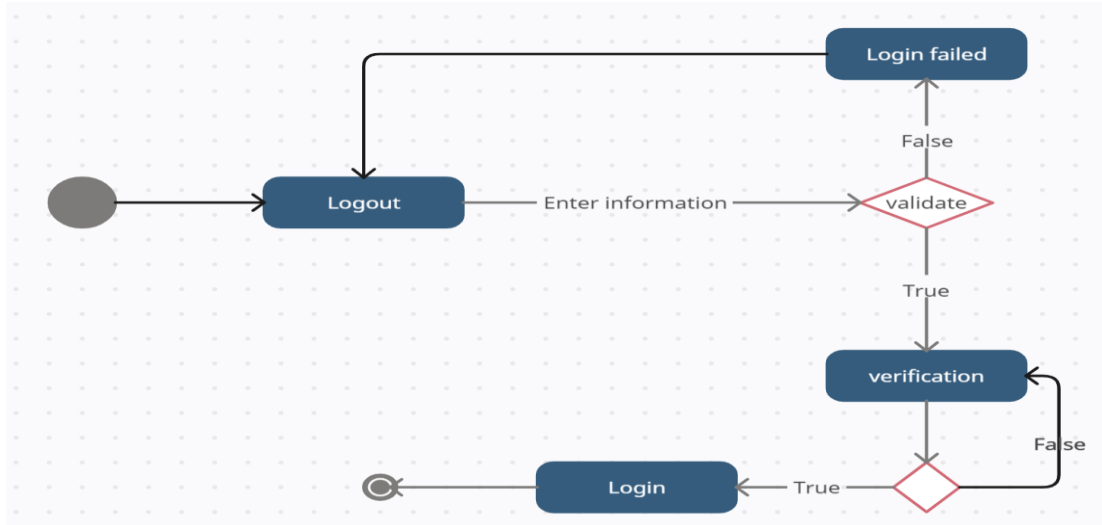 Login failed
False
Logout
Enter information
validate
True
verification
False
Login
True